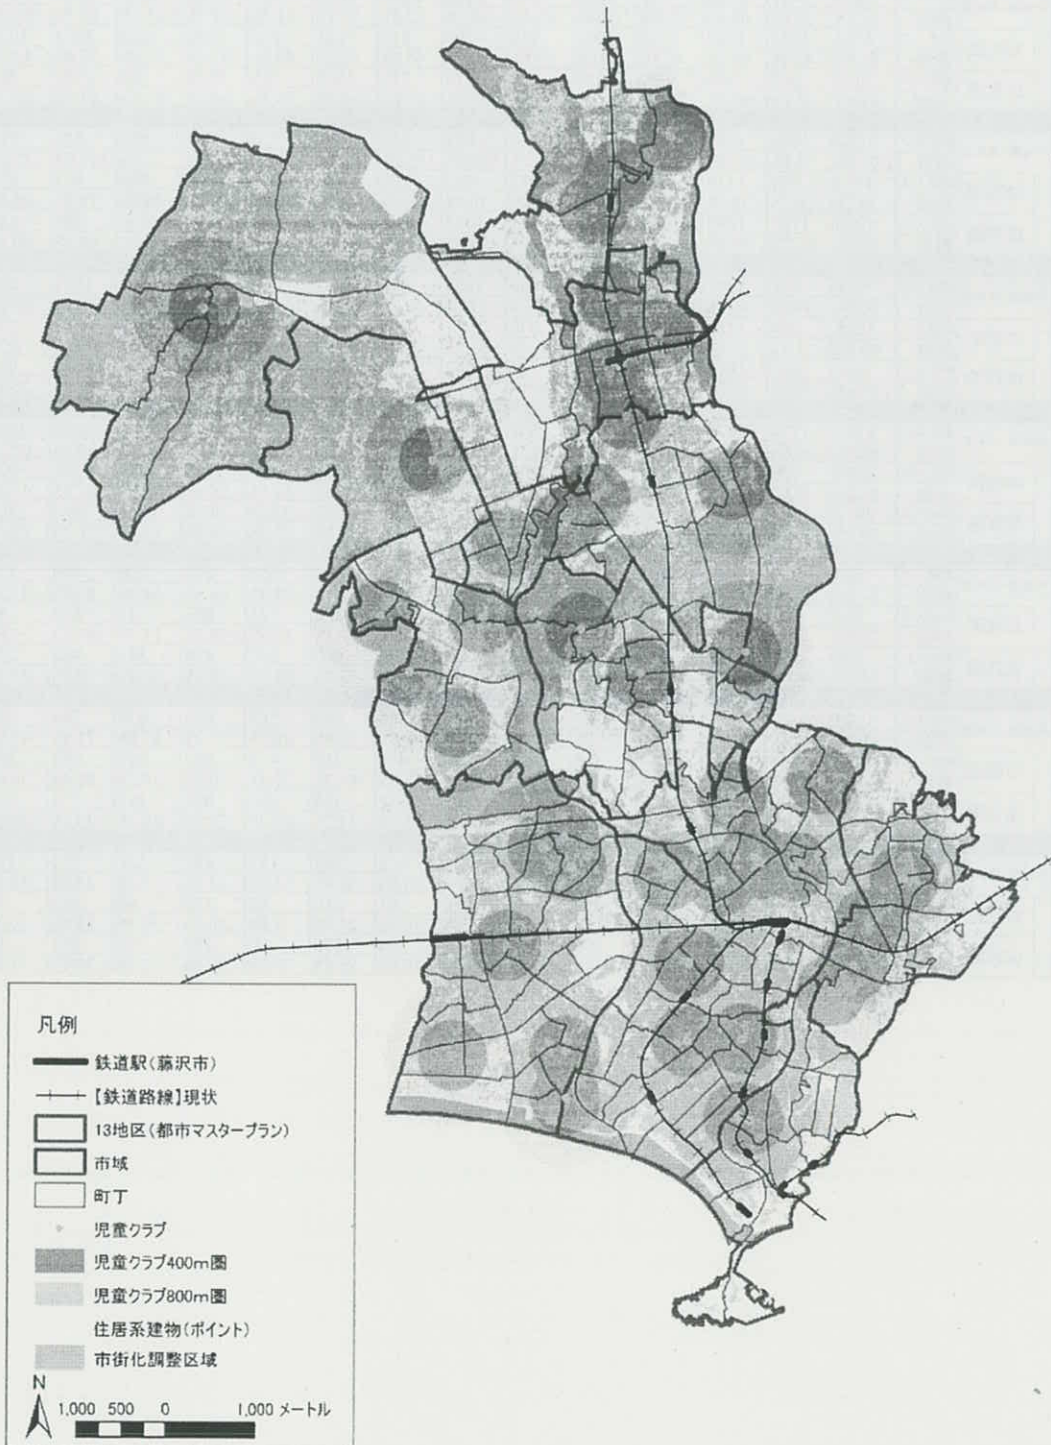 凡例
鉄道駅(藤沢市)
【鉄道路線】現状
13地区(都市マスタープラン)
市域
町丁
児童クラブ
児童クラブ400m圏
児童クラブ800m圏
住居系建物(ポイント)
市街化調整区域
N
1,000 500 0 1,000 メートル